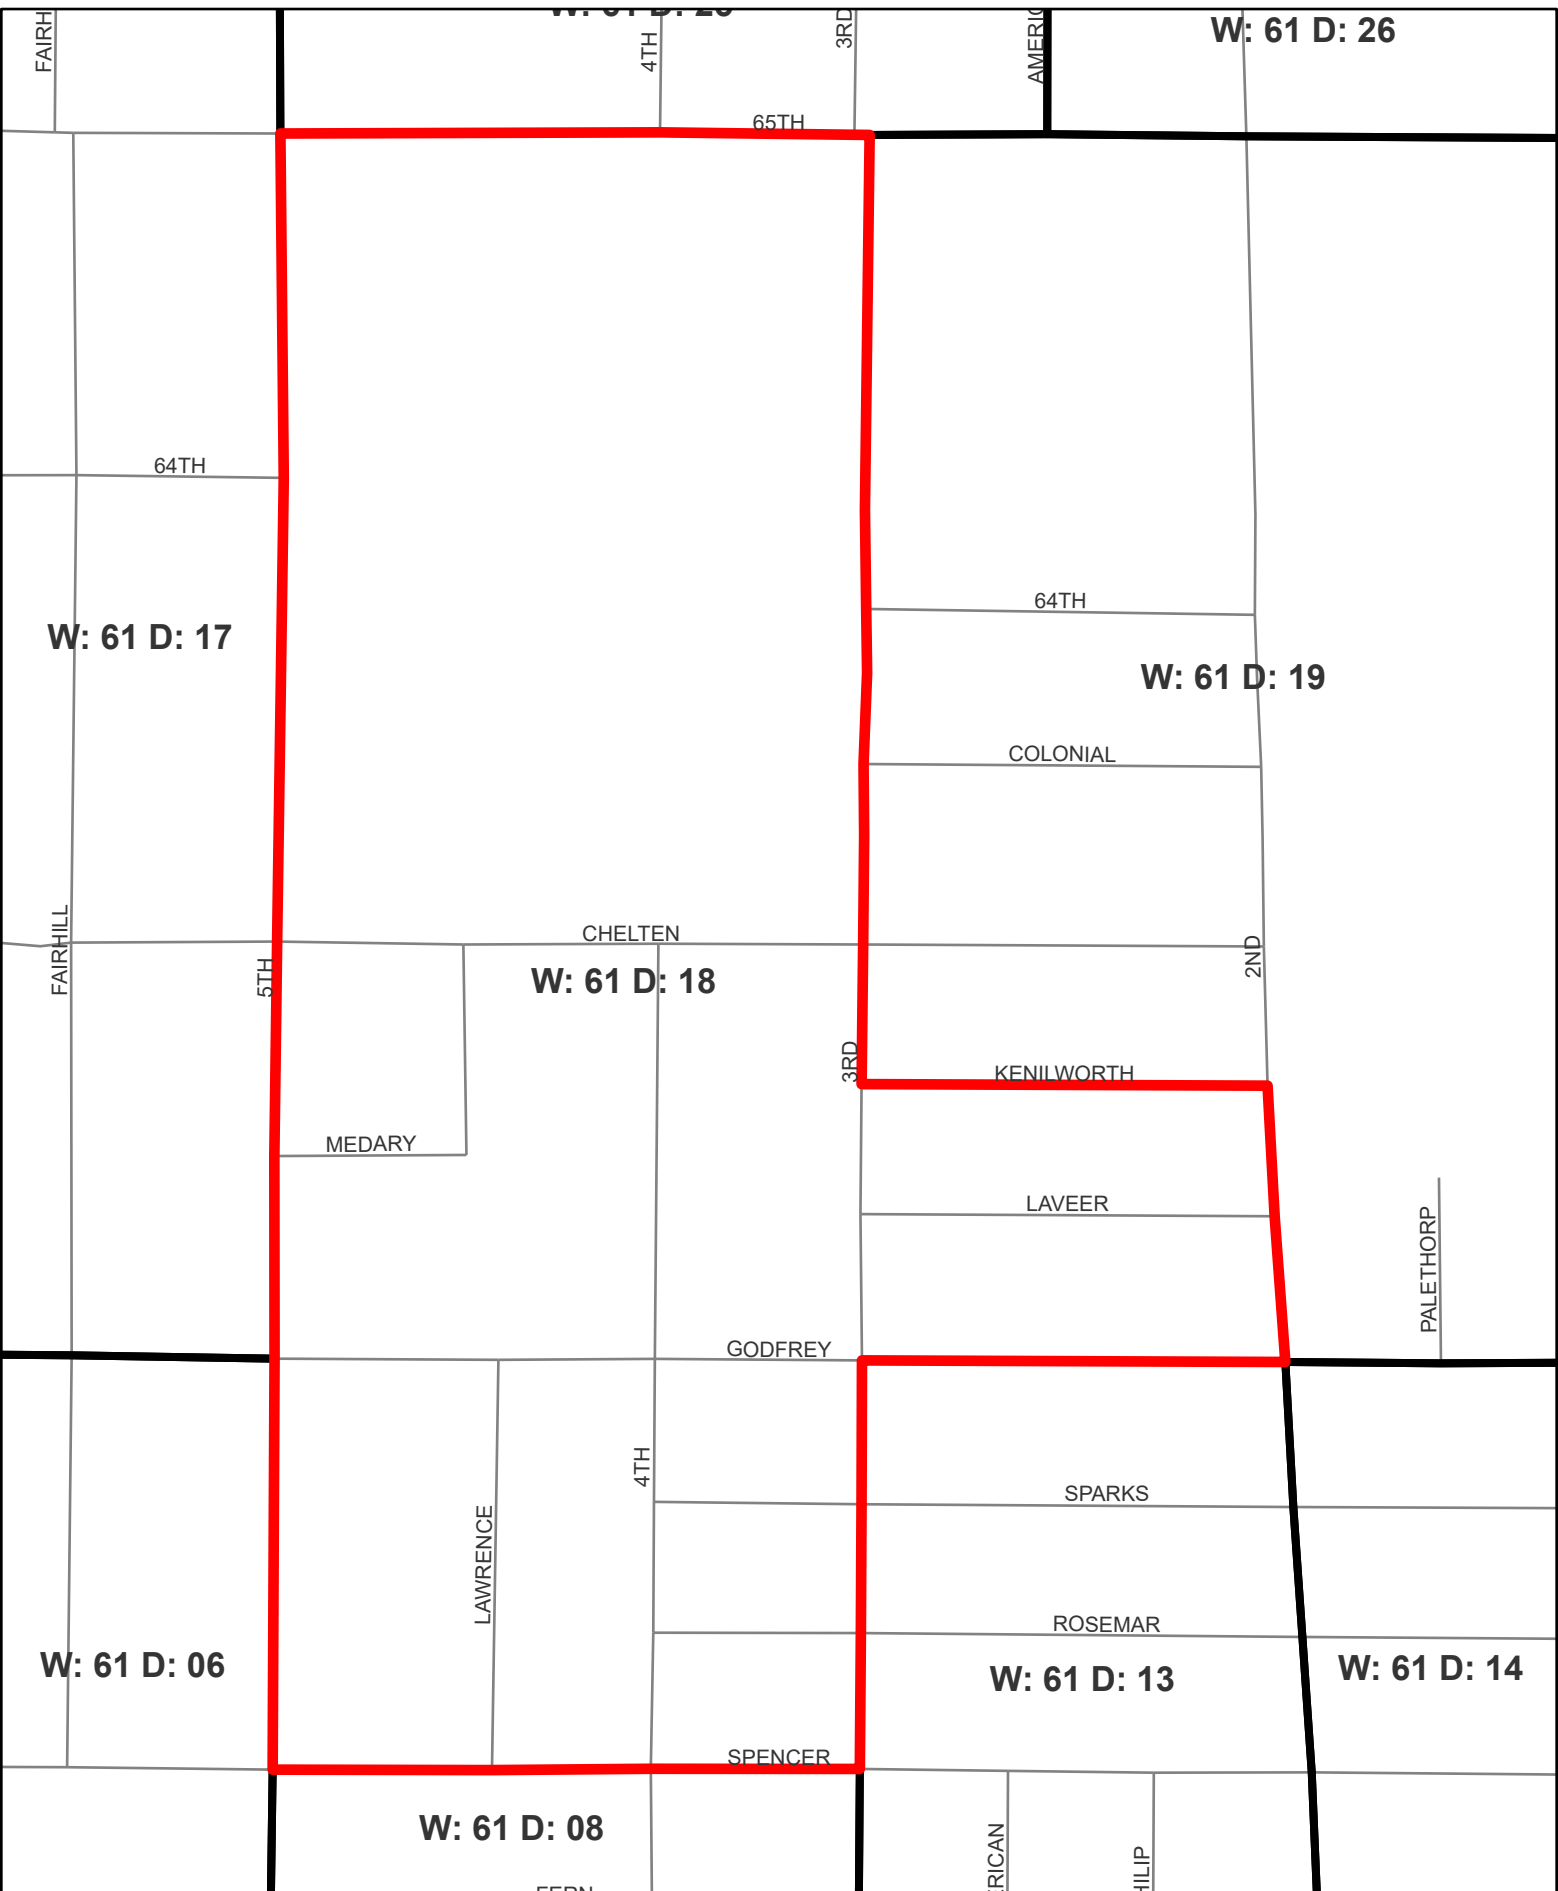 FAIRH
4TH
3RD
W: 61 D: 26
65TH
64TH
64TH
W: 61 D: 17
W: 61 D: 19
COLONIAL
CHELTEN
FAIRHILL
5TH
W: 61 D: 18
2ND
3RD
KENILWORTH
MEDARY
LAVEER
PALETHORP
GODFREY
4TH
SPARKS
LAWRENCE
ROSEMAR
W: 61 D: 06
W: 61 D: 13
W: 61 D: 14
SPENCER
W: 61 D: 08
ERICAN